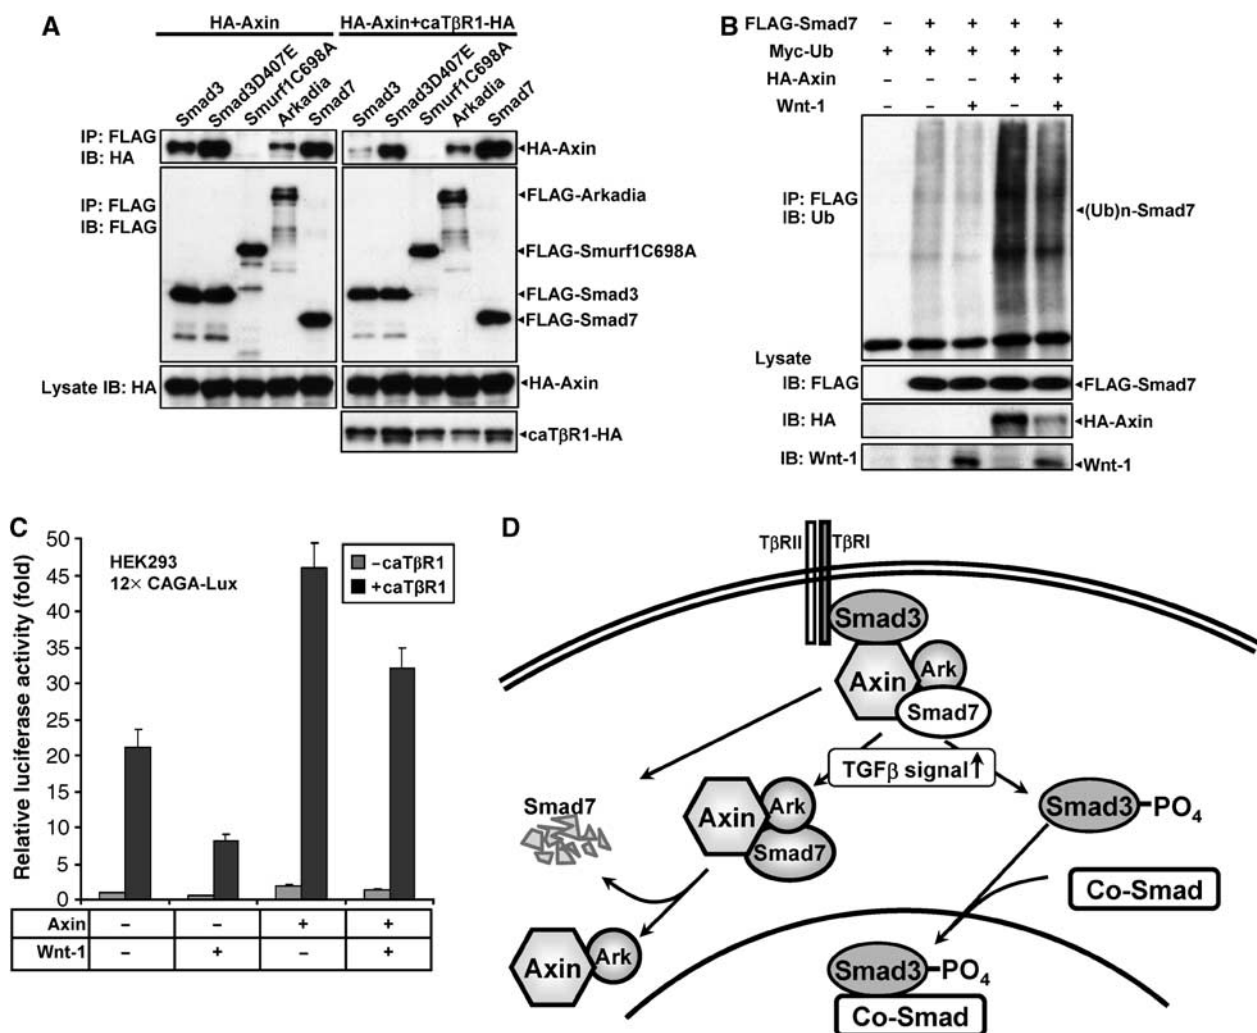 A
HA-Axin
HA-Axin+caTβR1-HA
Smad3
Smad3D407E
Smurf1C698A
Arkadia
Smad7
Smad3
Smad3D407E
Smurf1C698A
Arkadia
Smad7
IP: FLAG
IB: HA
HA-Axin
IP: FLAG
IB: FLAG
FLAG-Arkadia
FLAG-Smurf1C698A
FLAG-Smad3
FLAG-Smad7
Lysate IB: HA
HA-Axin
caTβR1-HA
B
FLAG-Smad7 – + + + +
Myc-Ub + + + + +
HA-Axin – – – + +
Wnt-1 – – + – +
IP: FLAG
IB: Ub
(Ub)n-Smad7
Lysate
IB: FLAG
FLAG-Smad7
IB: HA
HA-Axin
IB: Wnt-1
Wnt-1
C
Relative luciferase activity (fold)
50
45
40
35
30
25
20
15
10
5
0
HEK293
12× CAGA-Lux
–caTβR1
+caTβR1
Axin – – + +
Wnt-1 – + – +
D
TβRII
TβRI
Smad3
Axin
Ark
Smad7
TGFβ signal
Smad7
Axin
Ark
Smad7
Smad3 PO4
Co-Smad
Axin
Ark
Smad3 PO4
Co-Smad